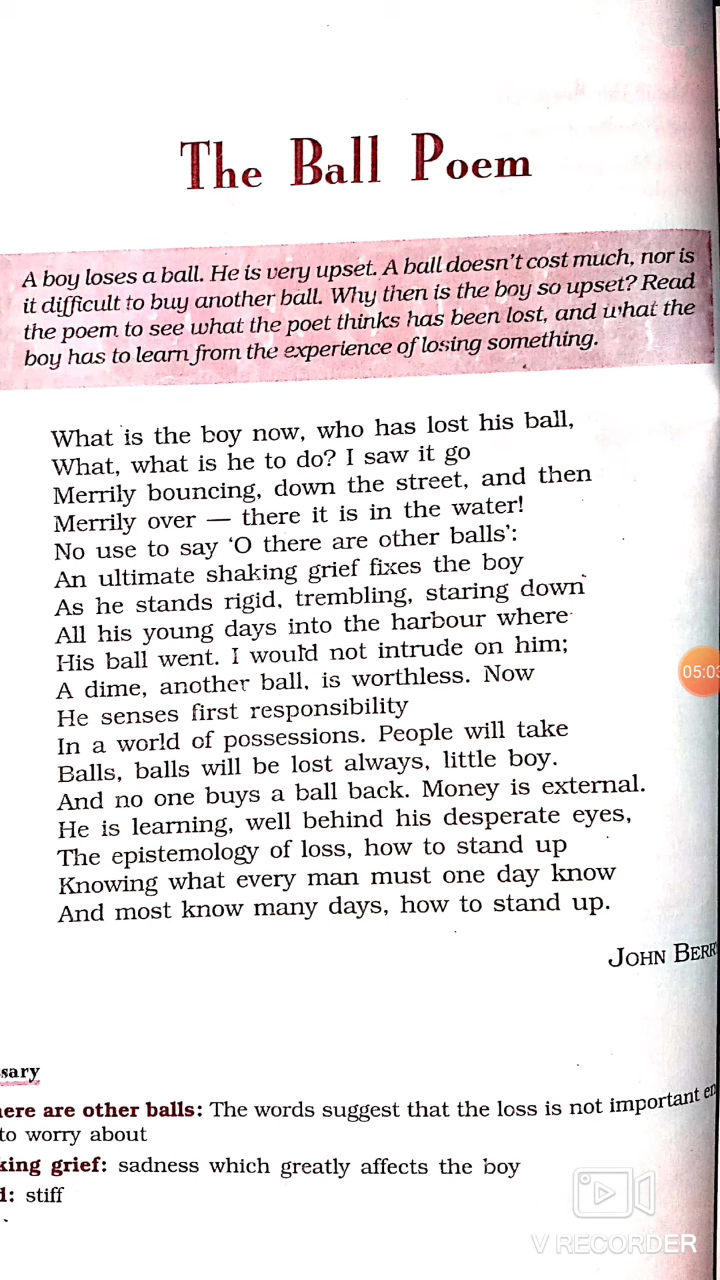 The Ball Poem
A boy loses a ball. He is very upset. A ball doesn't cost much, nor is
it difficult to buy another ball. Why then is the boy so upset? Read
the poem to see what the poet thinks has been lost, and what the
boy has to learn from the experience of losing something.
What is the boy now, who has lost his ball,
What, what is he to do? I saw it go
Merrily bouncing, down the street, and then
Merrily over — there it is in the water!
No use to say ‘O there are other balls’:
An ultimate shaking grief fixes the boy
As he stands rigid, trembling, staring down
All his young days into the harbour where
His ball went. I would not intrude on him;
A dime, another ball, is worthless. Now
He senses first responsibility
In a world of possessions. People will take
Balls, balls will be lost always, little boy.
And no one buys a ball back. Money is external.
He is learning, well behind his desperate eyes,
The epistemology of loss, how to stand up
Knowing what every man must one day know
And most know many days, how to stand up.
JOHN BERR
ssary
ere are other balls: The words suggest that the loss is not important en
to worry about
king grief: sadness which greatly affects the boy
d: stiff
05:03
V RECORDER